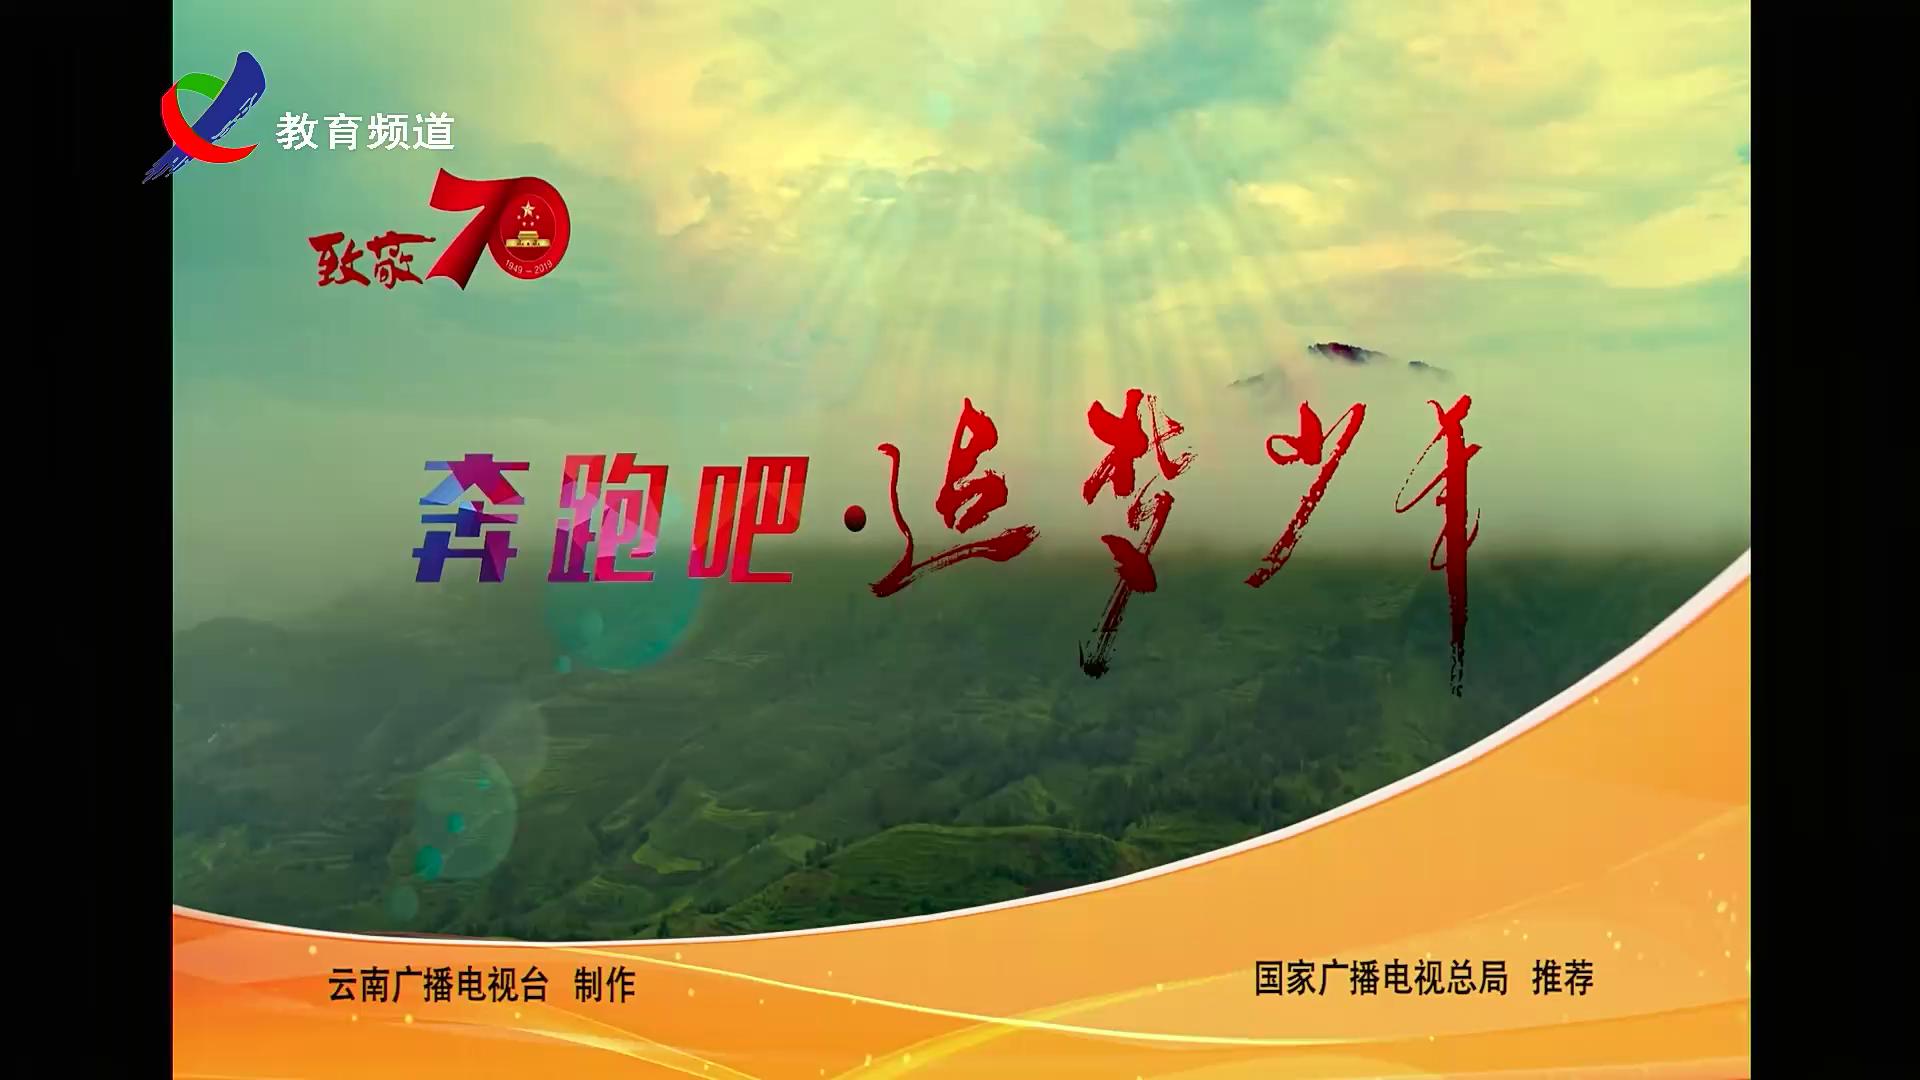 教育频道
致敬70
1949-2019
奔跑吧·追梦少年
云南广播电视台 制作
国家广播电视总局 推荐